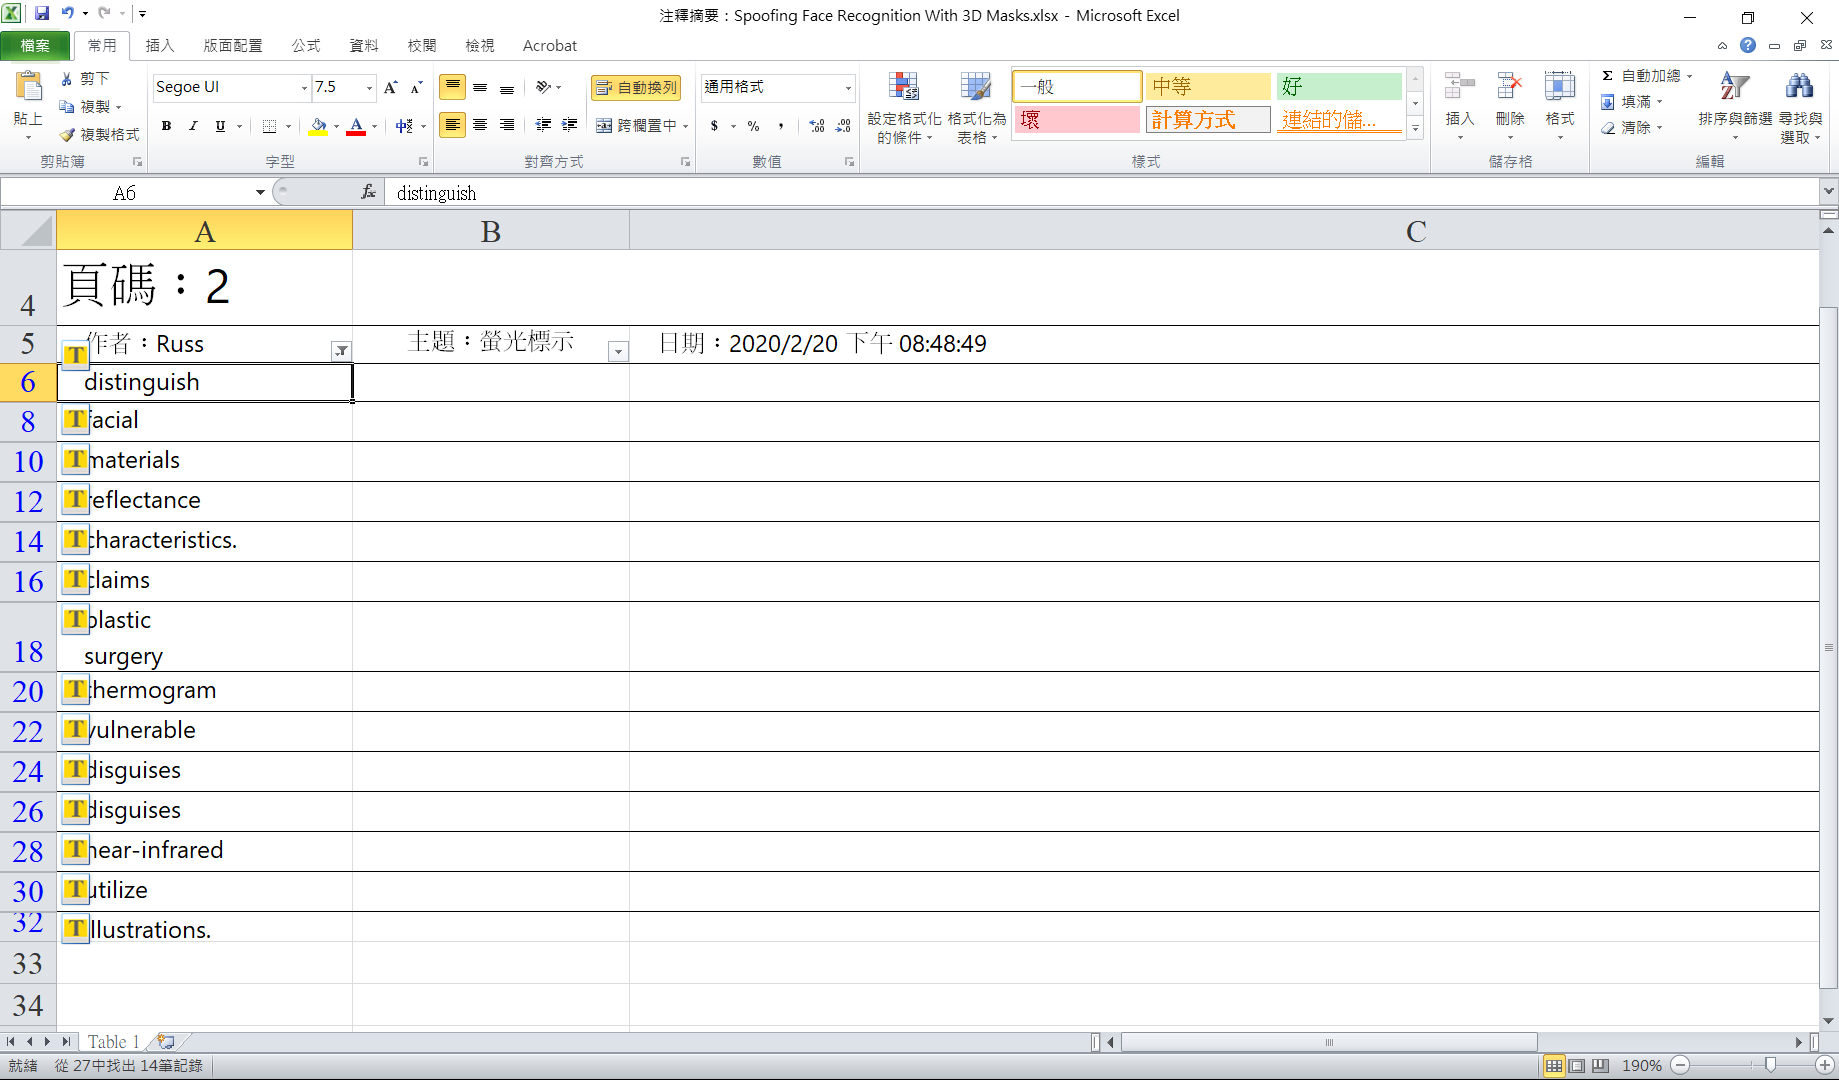 注釋摘要：Spoofing Face Recognition With 3D Masks.xlsx - Microsoft Excel
檔案 常用 插入 版面配置 公式 資料 校閱 檢視 Acrobat
貼上
剪下
複製
複製格式
剪貼簿
Segoe UI 7.5
B I U
字型
自動換列
跨欄置中
對齊方式
通用格式
$ % ,
數值
設定格式化的條件
格式化為表格
一般 中等 好
壞 計算方式 連結的儲...
樣式
插入 刪除 格式
儲存格
Σ 自動加總
填滿
清除
排序與篩選
尋找與選取
編輯
A6 fx distinguish
A B C
4 頁碼：2
5 作者：Russ 主題：螢光標示 日期：2020/2/20 下午 08:48:49
6 distinguish
8 T facial
10 T materials
12 T reflectance
14 T characteristics.
16 T claims
18 T plastic
surgery
20 T thermogram
22 T vulnerable
24 T disguises
26 T disguises
28 T near-infrared
30 T utilize
32 T illustrations.
33
34
Table 1
就緒 從 27中找出 14筆記錄 190%